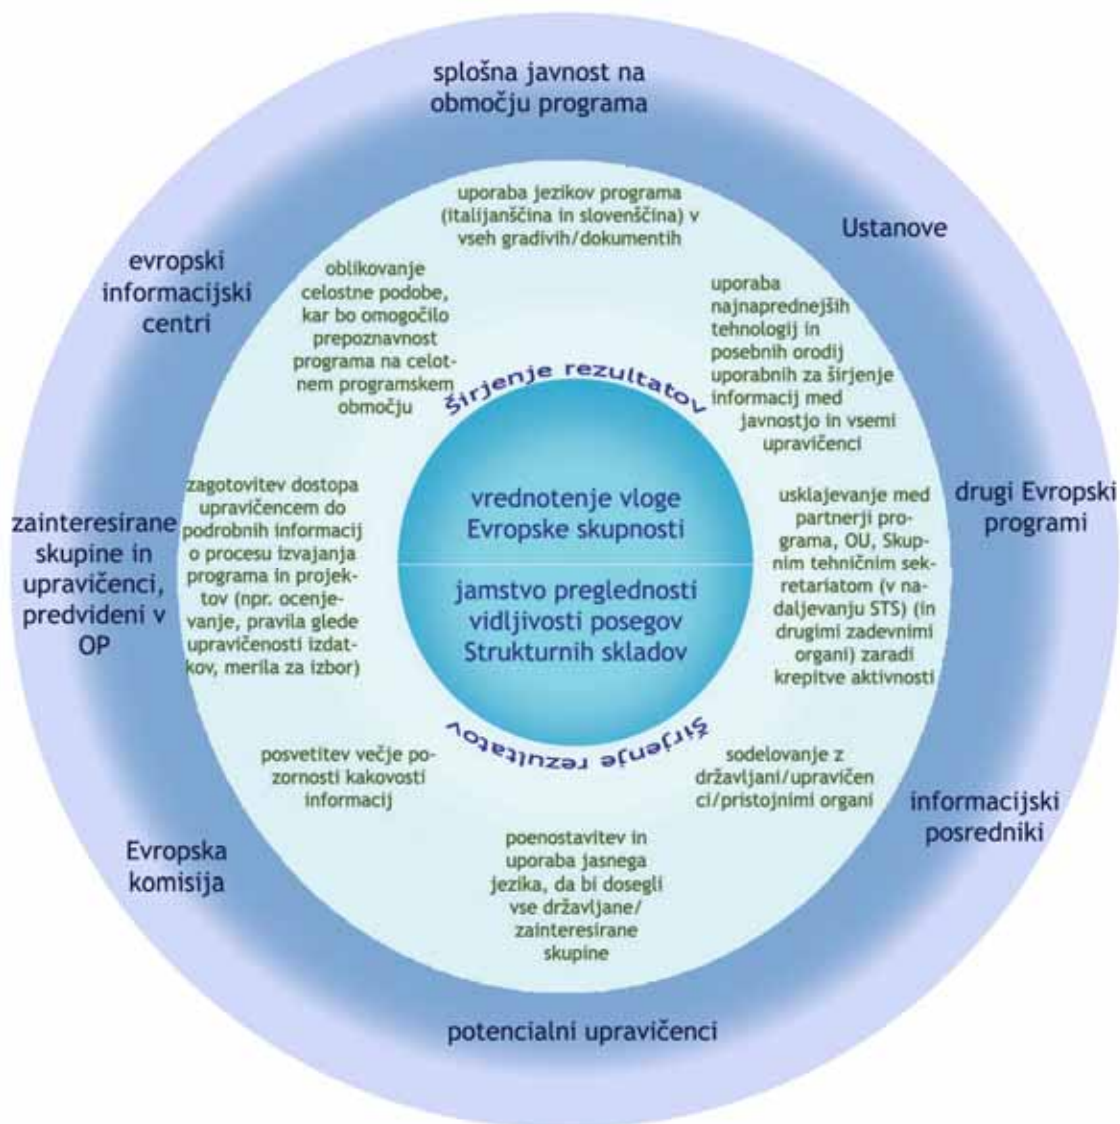 splošna javnost na
območju programa
Ustanove
drugi Evropski
programi
informacijski
posredniki
potencialni upravičenci
Evropska
komisija
zainteresirane
skupine in
upravičenci,
predvideni v
OP
evropski
informacijski
centri
uporaba jezikov programa
(italijanščina in slovenščina) v
vseh gradivih/dokumentih
uporaba
najnaprednejših
tehnologij in
posebnih orodij
uporabnih za širjenje
informacij med
javnostjo in vsemi
upravičenci
usklajevanje med
partnerji pro-
grama, OU, Skup-
nim tehničnim sek-
retariatom (v na-
daljevanju STS) (in
drugimi zadevnimi
organi) zaradi
krepitve aktivnosti
sodelovanje z
državljani/upravičen
ci/pristojnimi organi
poenostavitev in
uporaba jasnega
jezika, da bi dosegli
vse državljane/
zainteresirane
skupine
posvetitev večje po-
zornosti kakovosti
informacij
zagotovitev dostopa
upravičencem do
podrobnih informacij
o procesu izvajanja
programa in projek-
tov (npr. ocenje-
vanje, pravila glede
upravičenosti izdat-
kov, merila za izbor)
oblikovanje
celostne podobe,
kar bo omogočilo
prepoznavnost
programa na celot-
nem programskem
območju
širjenje rezultatov
vrednotenje vloge
Evropske skupnosti
jamstvo preglednosti
vidljivosti posegov
Strukturnih skladov
širjenje rezultatov